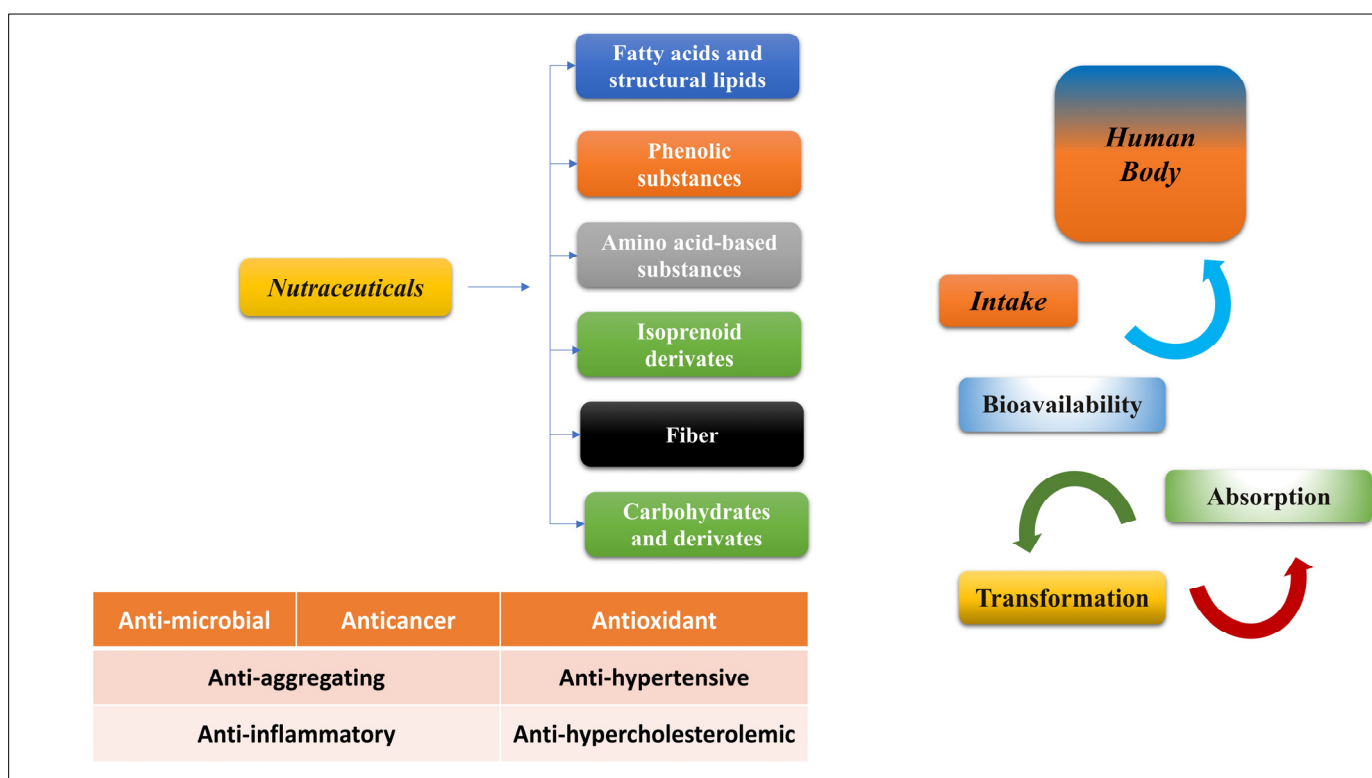 Fatty acids and
structural lipids
Phenolic
substances
Amino acid-based
substances
Nutraceuticals
Isoprenoid
derivates
Fiber
Carbohydrates
and derivates
Human
Body
Intake
Bioavailability
Absorption
Transformation
Anti-microbial Anticancer Antioxidant
Anti-aggregating Anti-hypertensive
Anti-inflammatory Anti-hypercholesterolemic